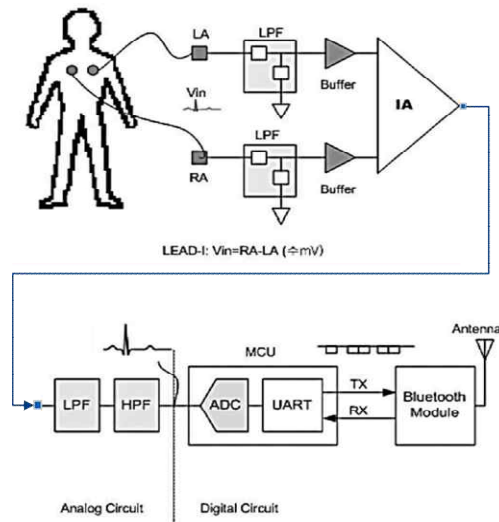 LA
LPF
Vin
Buffer
IA
LPF
RA
Buffer
LEAD-I: Vin=RA-LA (≑mV)
Antenna
MCU
LPF
HPF
ADC
UART
TX
RX
Bluetooth
Module
Analog Circuit
Digital Circuit